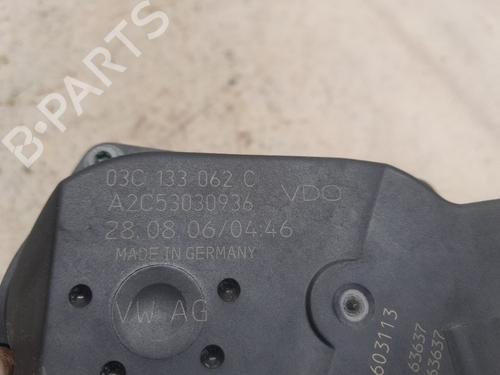 B-PARTS
03C 133 062 C
VDO
A2C53030936
28.08.06/04:46
MADE IN GERMANY
VW AG
603113
63637
63637